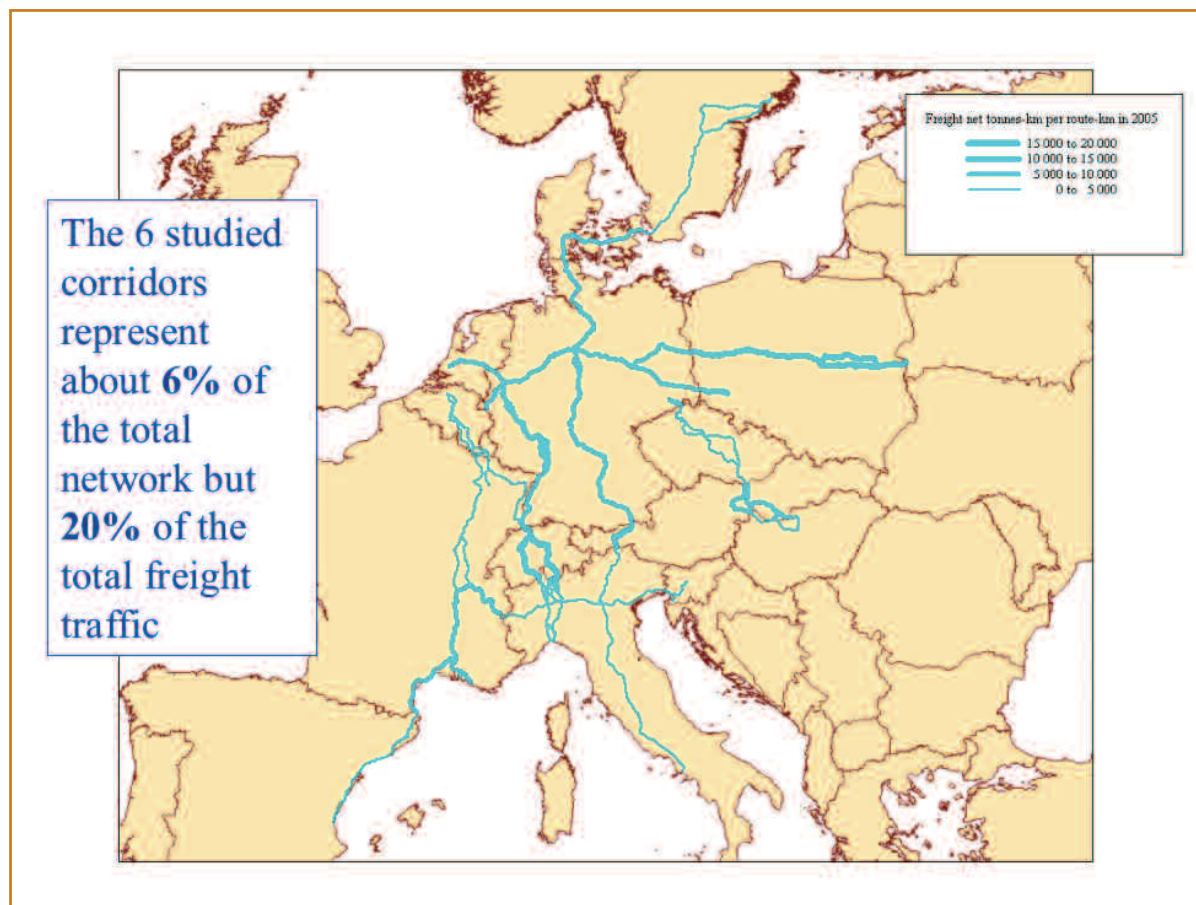 The 6 studied
corridors
represent
about 6% of
the total
network but
20% of the
total freight
traffic
Freight net tonnes-km per route-km in 2005
15 000 to 20 000
10 000 to 15 000
5 000 to 10 000
0 to 5 000